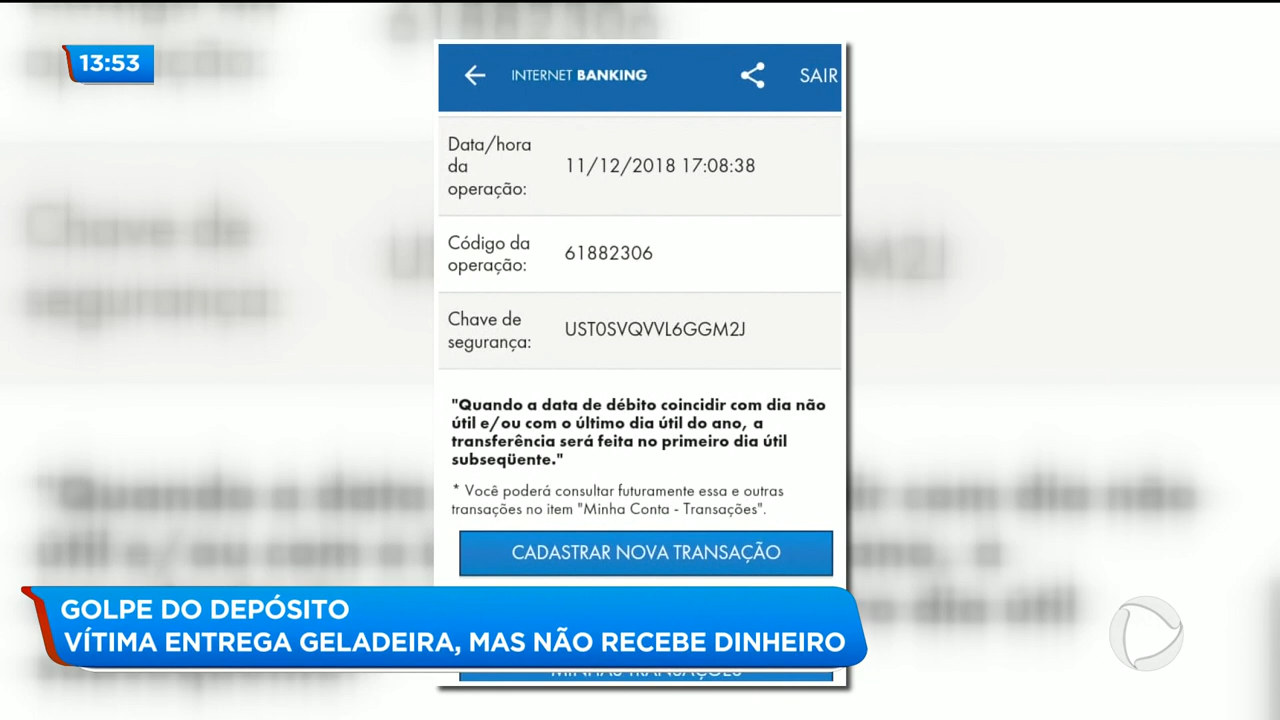 13:53
INTERNET BANKING
SAIR
Data/hora
da
operação:
11/12/2018 17:08:38
Código da
operação:
61882306
Chave de
segurança:
UST0SVQVVL6GGM2J
"Quando a data de débito coincidir com dia não
útil e/ou com o último dia útil do ano, a
transferência será feita no primeiro dia útil
subseqüente."
* Você poderá consultar futuramente essa e outras
transações no item "Minha Conta - Transações".
CADASTRAR NOVA TRANSAÇÃO
GOLPE DO DEPÓSITO
VÍTIMA ENTREGA GELADEIRA, MAS NÃO RECEBE DINHEIRO
MINHAS TRANSAÇÕES